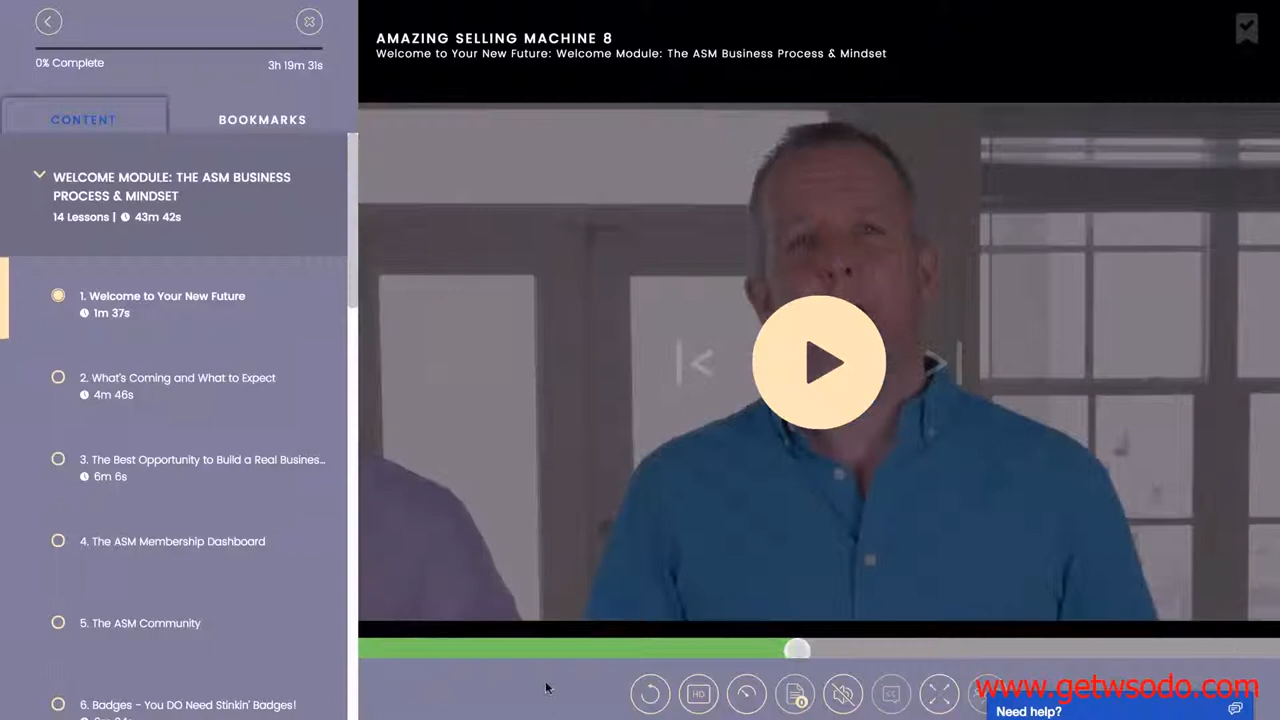 0% Complete
3h 19m 31s
CONTENT
BOOKMARKS
WELCOME MODULE: THE ASM BUSINESS
PROCESS & MINDSET
14 Lessons | 43m 42s
1. Welcome to Your New Future
1m 37s
2. What's Coming and What to Expect
4m 46s
3. The Best Opportunity to Build a Real Busines...
6m 6s
4. The ASM Membership Dashboard
5. The ASM Community
6. Badges - You DO Need Stinkin' Badges!
AMAZING SELLING MACHINE 8
Welcome to Your New Future: Welcome Module: The ASM Business Process & Mindset
HD
www.getwsodo.com
Need help?